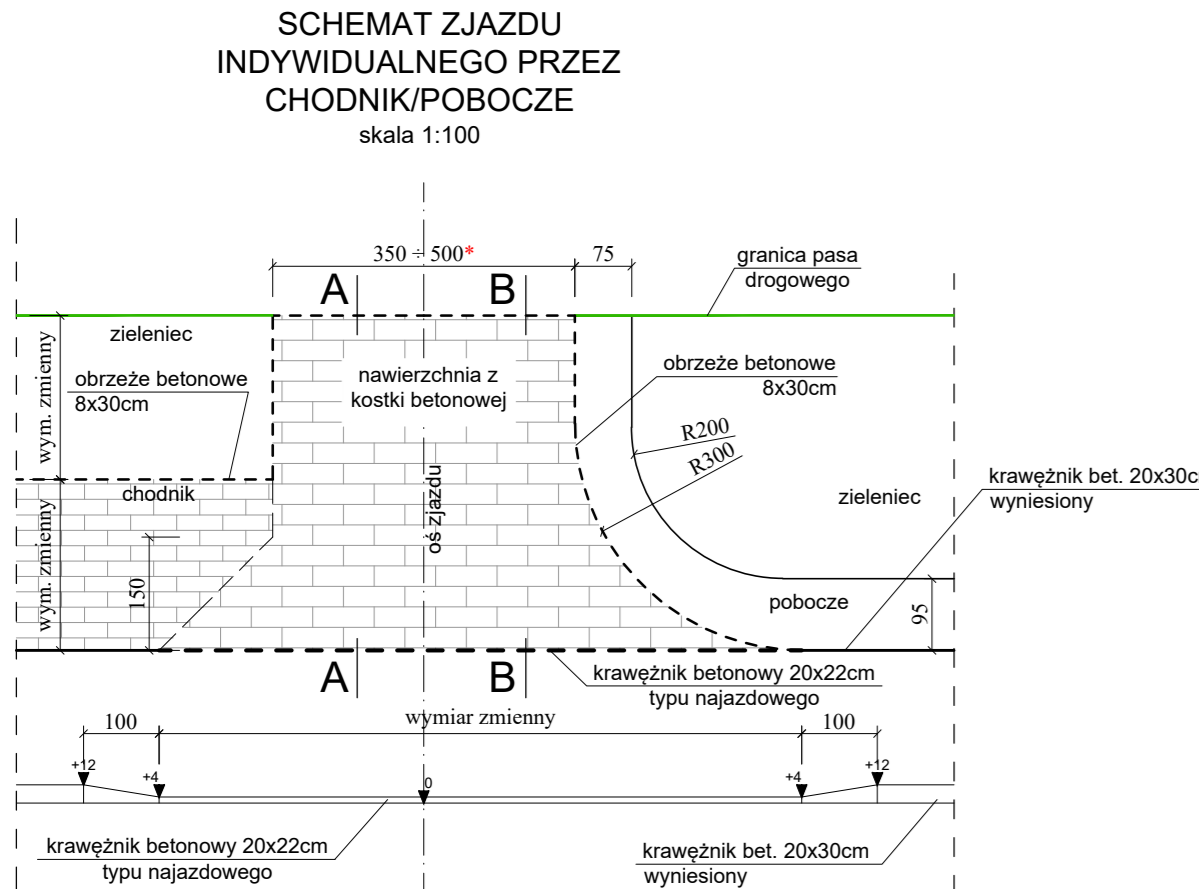 SCHEMAT ZJAZDU
INDYWIDUALNEGO PRZEZ
CHODNIK/POBOCZE
skala 1:100
350 ÷ 500*
75
granica pasa
drogowego
A
B
zieleniec
obrzeże betonowe
8x30cm
nawierzchnia z
kostki betonowej
obrzeże betonowe
8x30cm
wym. zmienny
R200
R300
krawężnik bet. 20x30c
wyniesiony
chodnik
oś zjazdu
zieleniec
wym. zmienny
150
pobocze
95
A
B
krawężnik betonowy 20x22cm
typu najazdowego
100
wymiar zmienny
100
+12
+4
0
+4
+12
krawężnik betonowy 20x22cm
typu najazdowego
krawężnik bet. 20x30cm
wyniesiony